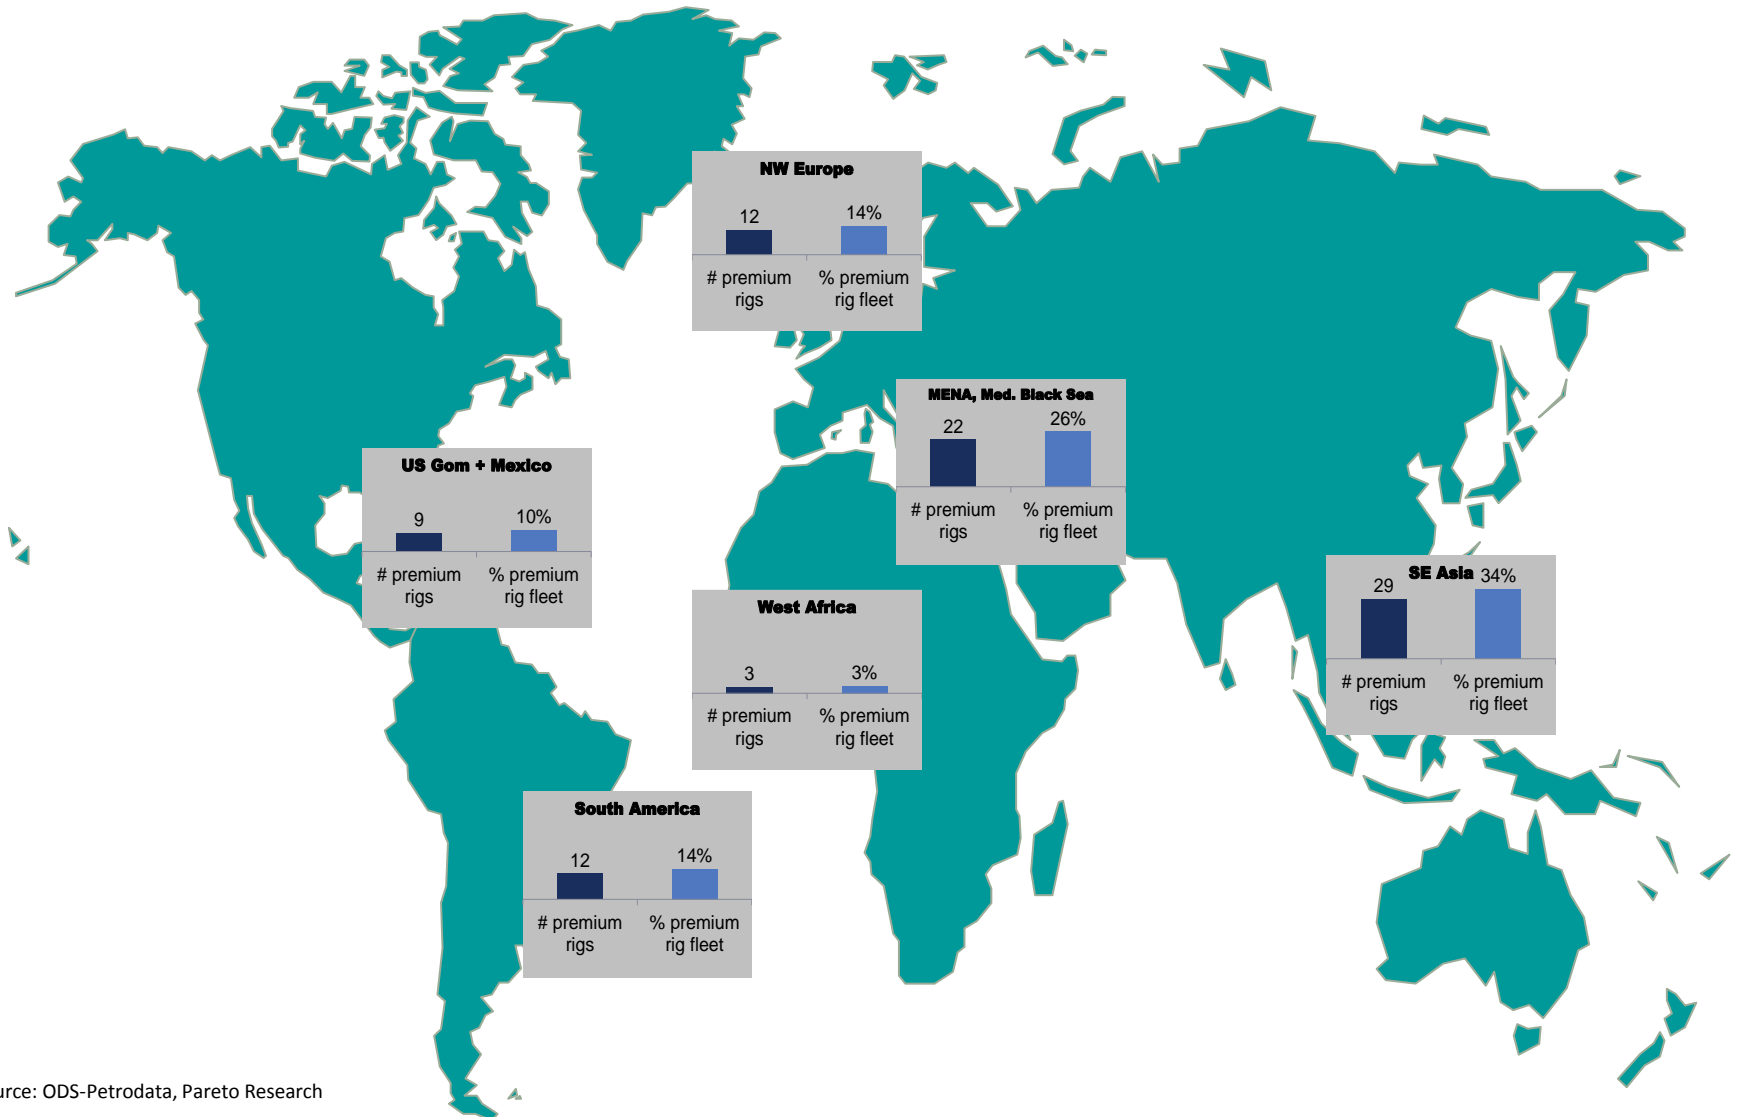 NW Europe
12
14%
# premium
rigs
% premium
rig fleet
MENA, Med. Black Sea
22
26%
# premium
rigs
% premium
rig fleet
US Gom + Mexico
9
10%
# premium
rigs
% premium
rig fleet
SE Asia
29
34%
# premium
rigs
% premium
rig fleet
West Africa
3
3%
# premium
rigs
% premium
rig fleet
South America
12
14%
# premium
rigs
% premium
rig fleet
urce: ODS-Petrodata, Pareto Research